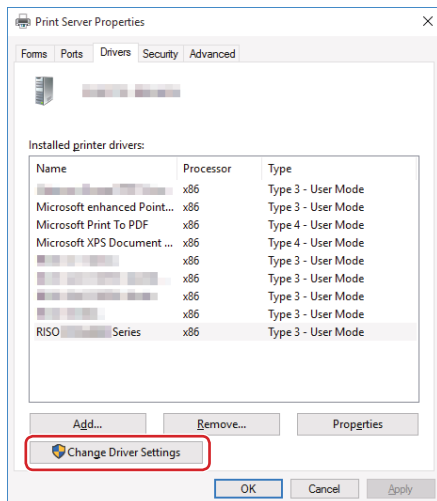 Print Server Properties
Forms Ports Drivers Security Advanced
Installed printer drivers:
Name Processor Type
x86 Type 3 - User Mode
Microsoft enhanced Point... x86 Type 3 - User Mode
Microsoft Print To PDF x86 Type 4 - User Mode
Microsoft XPS Document ... x86 Type 4 - User Mode
x86 Type 3 - User Mode
x86 Type 3 - User Mode
x86 Type 3 - User Mode
x86 Type 3 - User Mode
RISO Series x86 Type 3 - User Mode
Add... Remove... Properties
Change Driver Settings
OK Cancel Apply